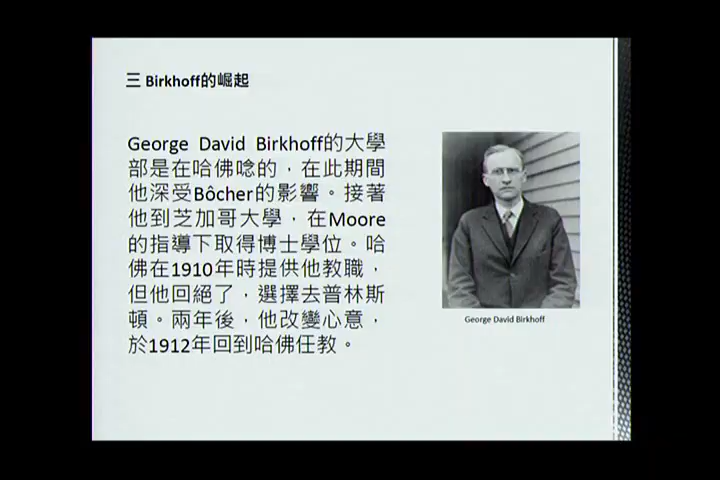 三 Birkhoff的崛起
George David Birkhoff的大學
部是在哈佛唸的，在此期間
他深受Bôcher的影響。接著
他到芝加哥大學，在Moore
的指導下取得博士學位。哈
佛在1910年時提供他教職，
但他回絕了，選擇去普林斯
頓。兩年後，他改變心意，
於1912年回到哈佛任教。
George David Birkhoff